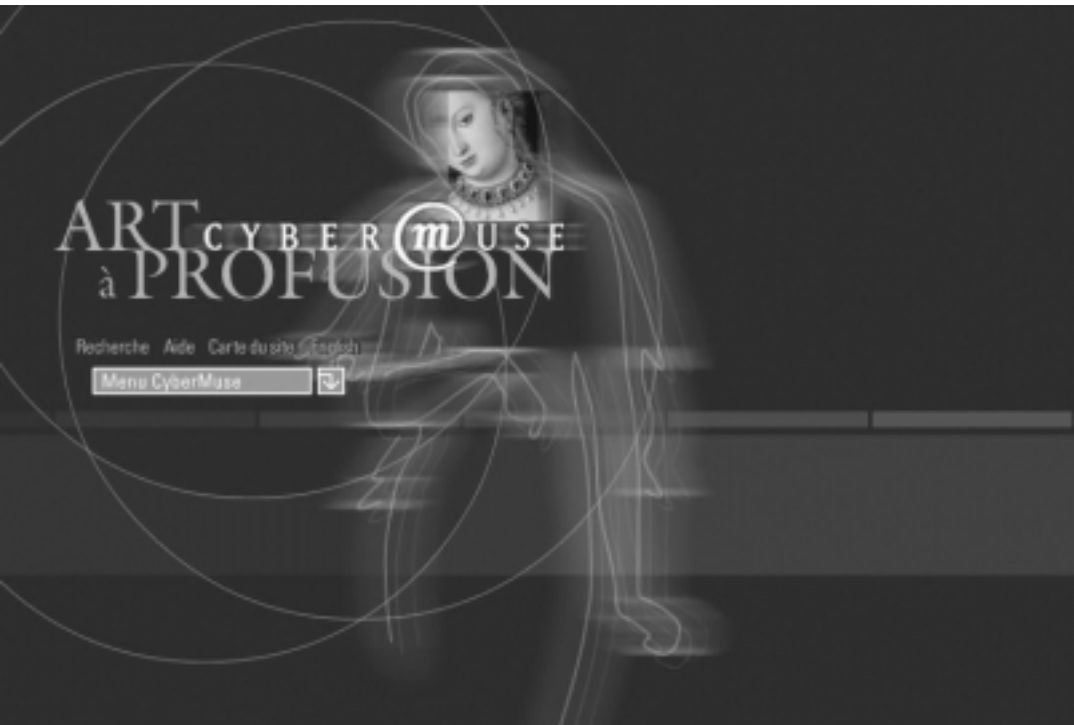 ART
CYBERmUSE
à PROFUSION
Recherche Aide Carte du site English
Menu CyberMuse